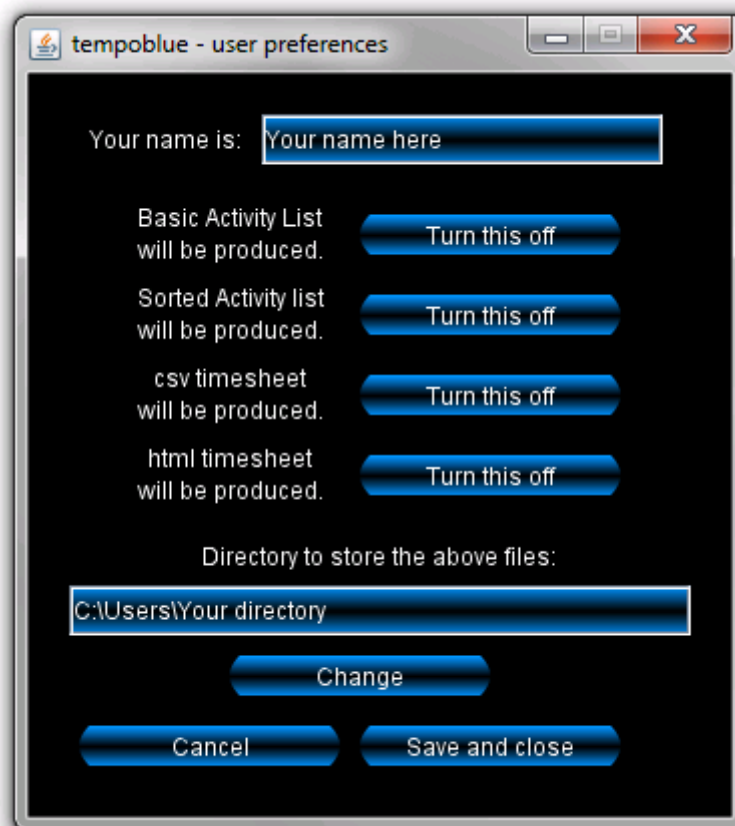 tempoblue - user preferences
Your name is: Your name here
Basic Activity List
will be produced.
Turn this off
Sorted Activity list
will be produced.
Turn this off
csv timesheet
will be produced.
Turn this off
html timesheet
will be produced.
Turn this off
Directory to store the above files:
C:\Users\Your directory
Change
Cancel
Save and close